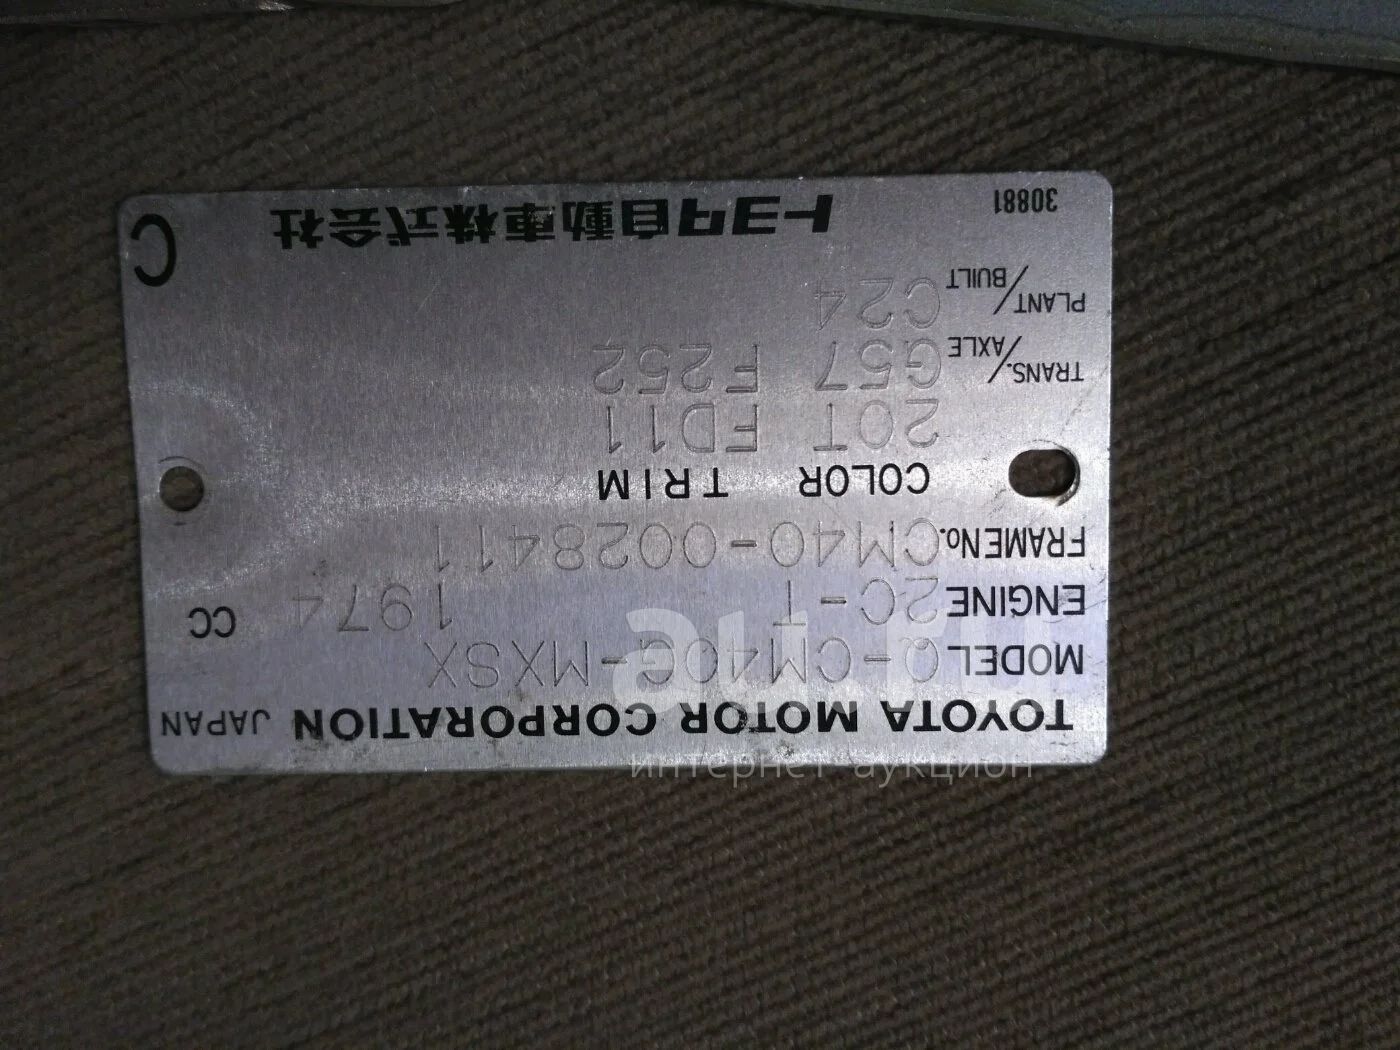 TOYOTA MOTOR CORPORATION JAPAN
MODEL Q-CM40G-MXSX
ENGINE 2C-T 1974 CC
FRAME No. CM40-0028411
COLOR TRIM
20T FD11
TRANS./AXLE G57 F252
PLANT/BUILT C24
トヨタ自動車株式会社 C
30881
au.ru
интернет аукцион